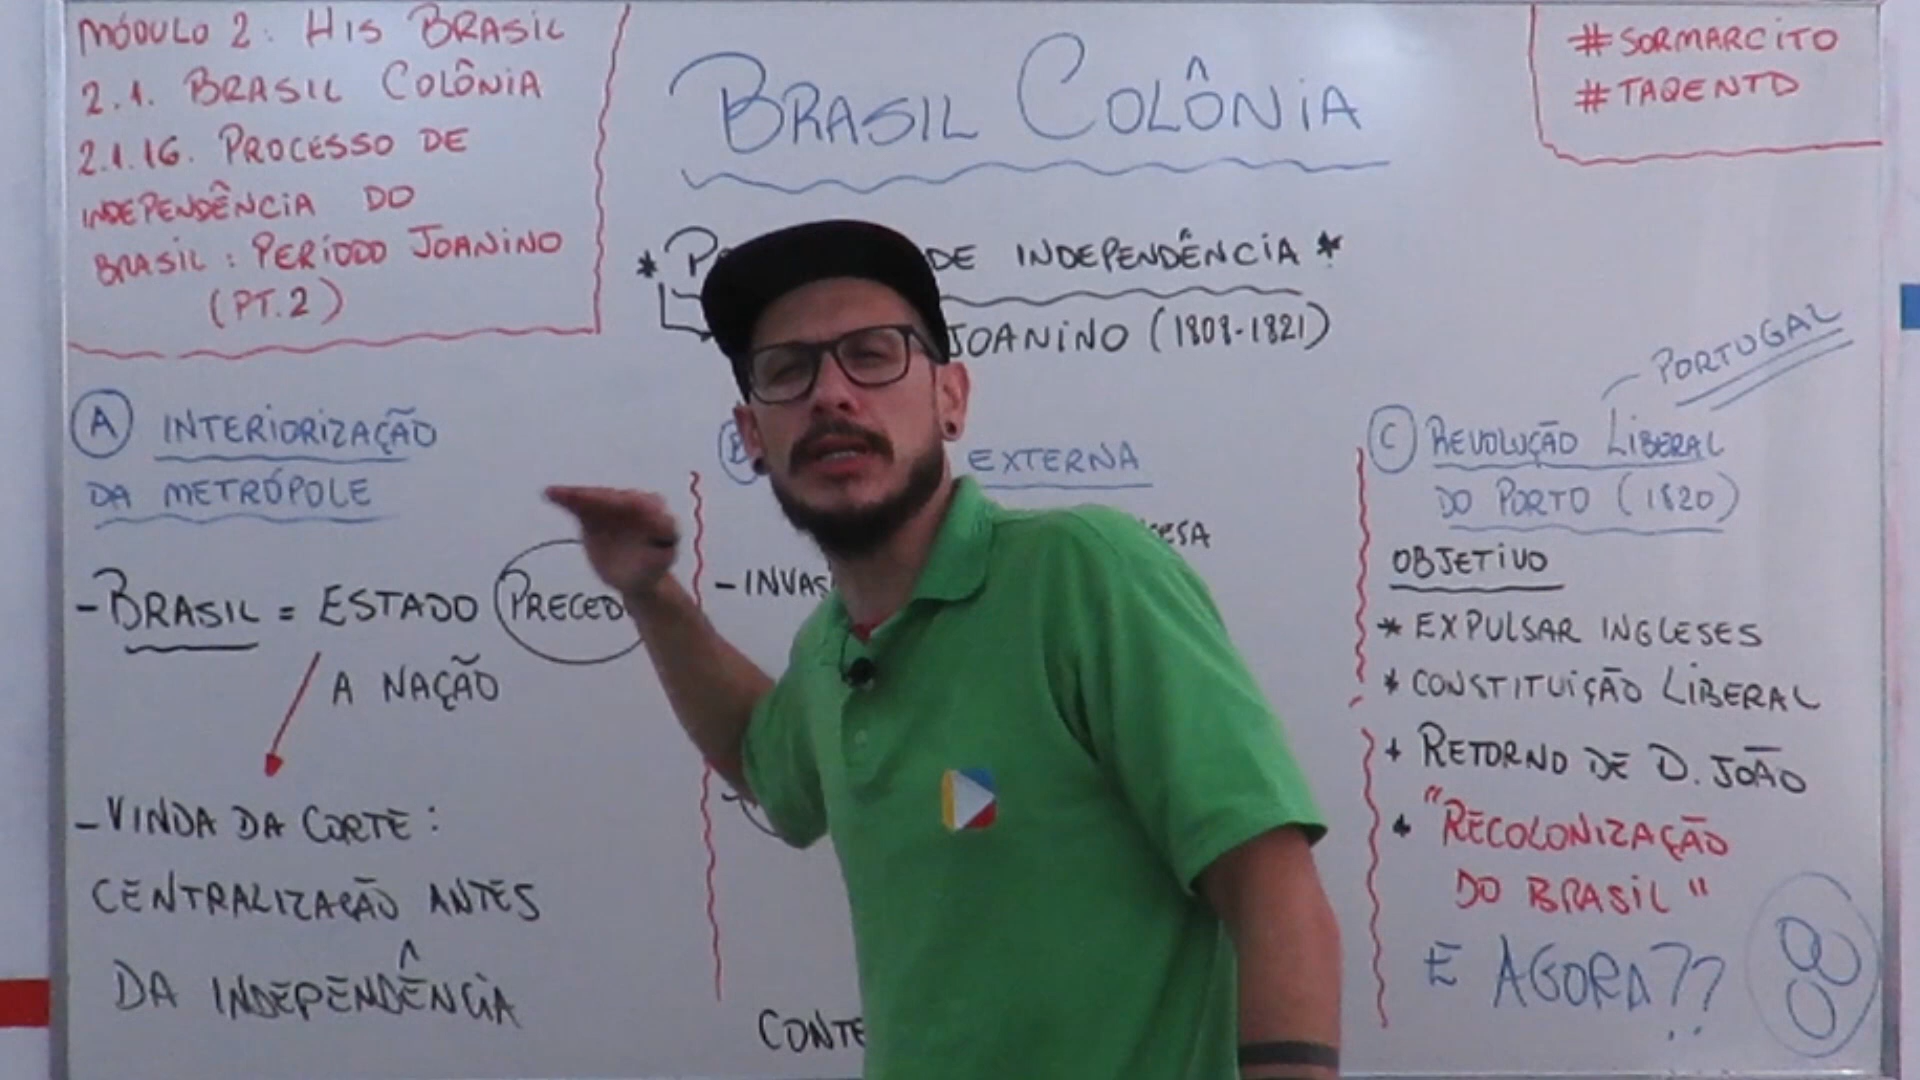 MÓDULO 2: HIS BRASIL
2.1. BRASIL COLÔNIA
2.1.16. PROCESSO DE
INDEPENDÊNCIA DO
BRASIL: PERÍODO JOANINO
(PT.2)
BRASIL COLÔNIA
#SORMARCITO
#TAQENTO
* DE INDEPENDÊNCIA *
JOANINO (1808-1821)
A INTERIORIZAÇÃO
DA METRÓPOLE
- BRASIL = ESTADO PRECED
A NAÇÃO
- VINDA DA CORTE:
CENTRALIZAÇÃO ANTES
DA INDEPENDÊNCIA
B EXTERNA
- INVAS
CONTE
PORTUGAL
C REVOLUÇÃO LIBERAL
DO PORTO (1820)
OBJETIVO
* EXPULSAR INGLESES
* CONSTITUIÇÃO LIBERAL
+ RETORNO DE D. JOÃO
+ "RECOLONIZAÇÃO
DO BRASIL"
E AGORA??